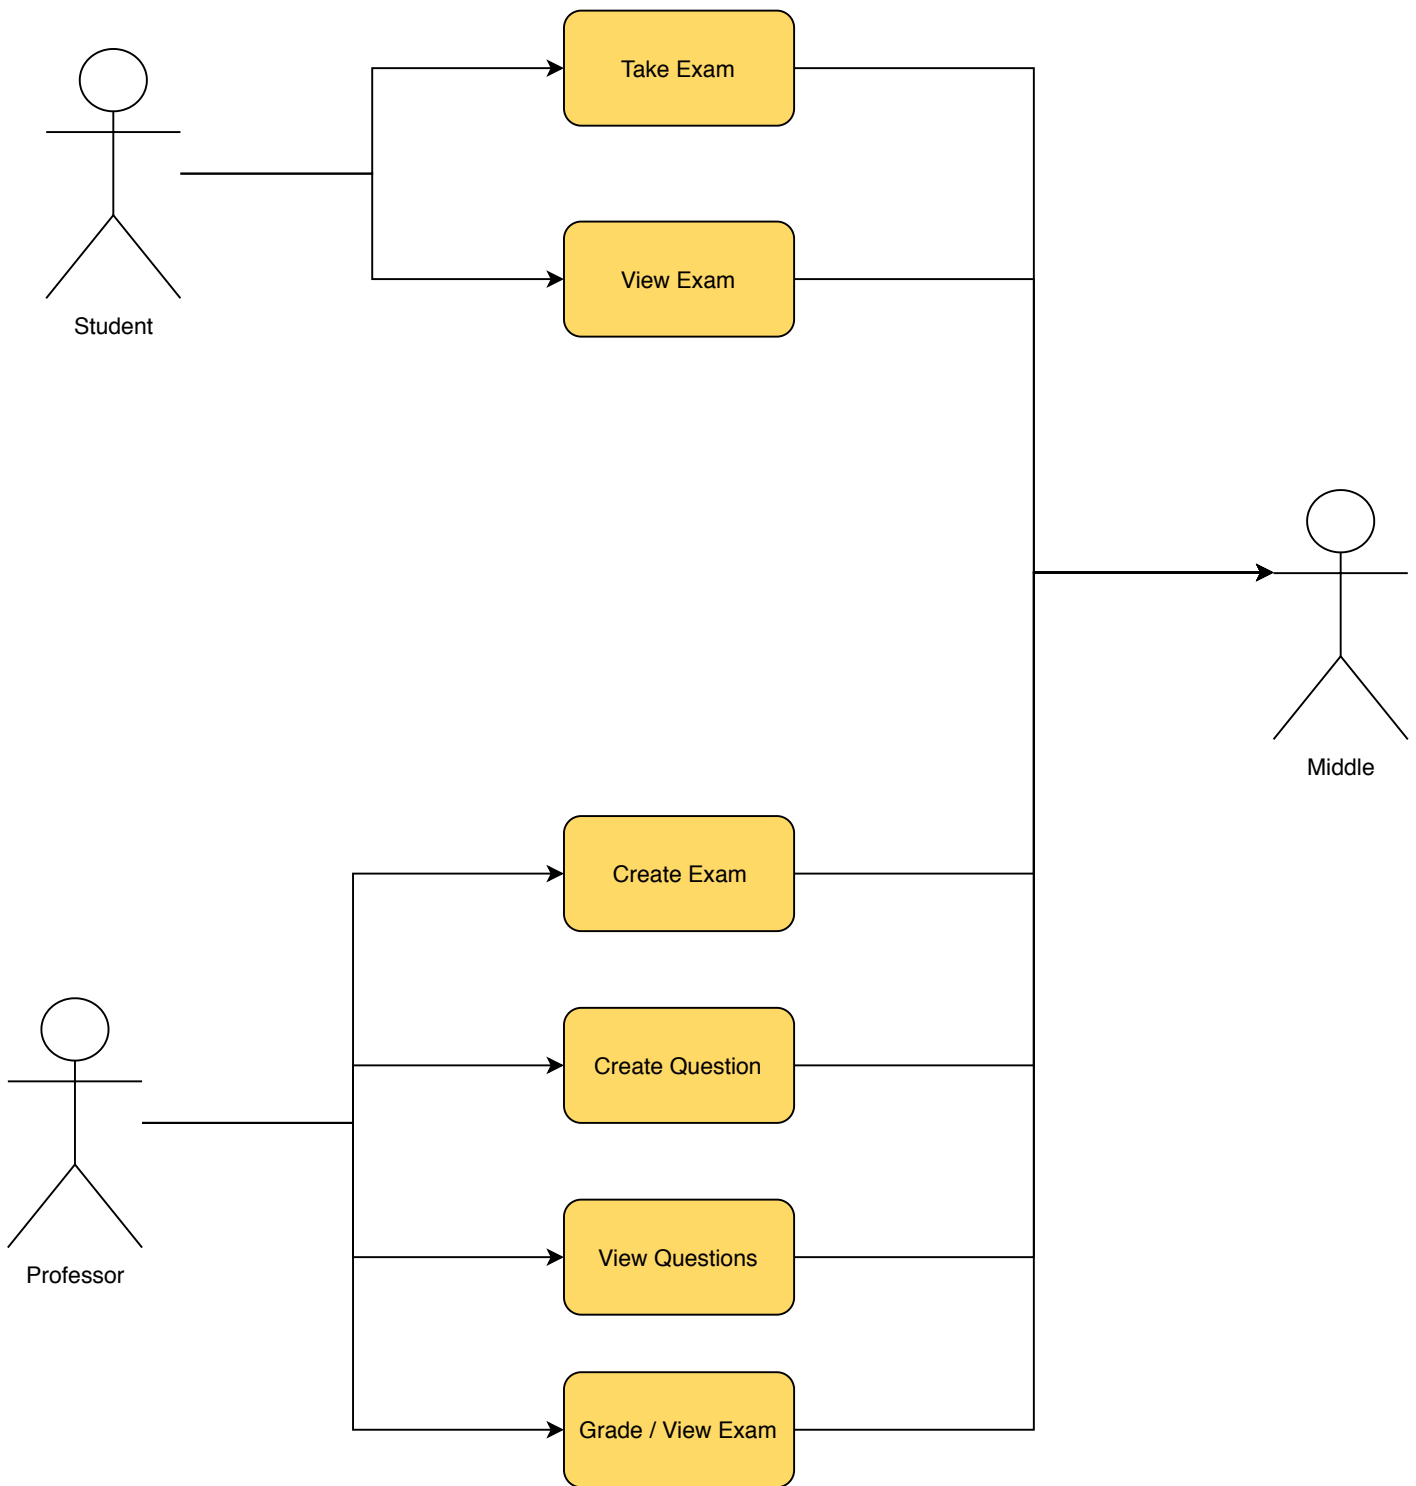 Take Exam
View Exam
Student
Middle
Create Exam
Create Question
View Questions
Professor
Grade / View Exam